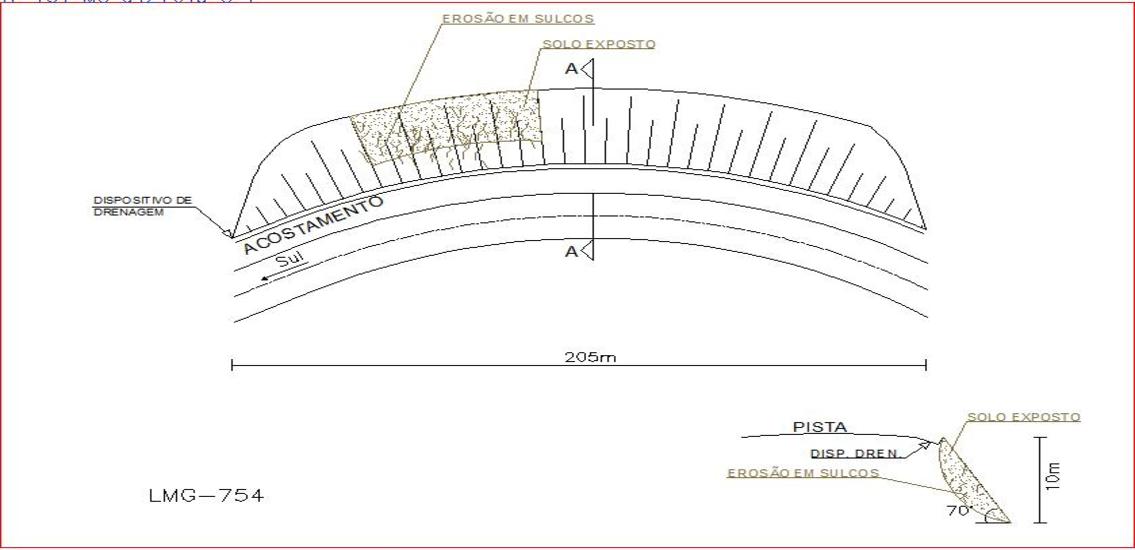 EROSÃO EM SULCOS
SOLO EXPOSTO
A
DISPOSITIVO DE
DRENAGEM
ACOSTAMENTO
Sul
A
205m
PISTA
SOLO EXPOSTO
DISP. DREN.
EROSÃO EM SULCOS
10m
70°
LMG-754